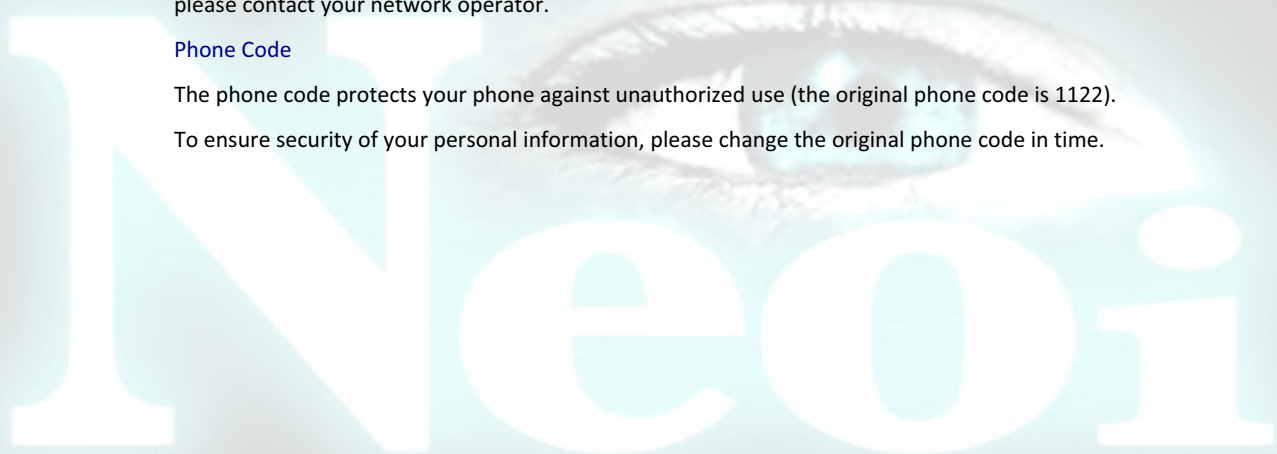 please contact your network operator.
Phone Code
The phone code protects your phone against unauthorized use (the original phone code is 1122).
To ensure security of your personal information, please change the original phone code in time.
Neoi